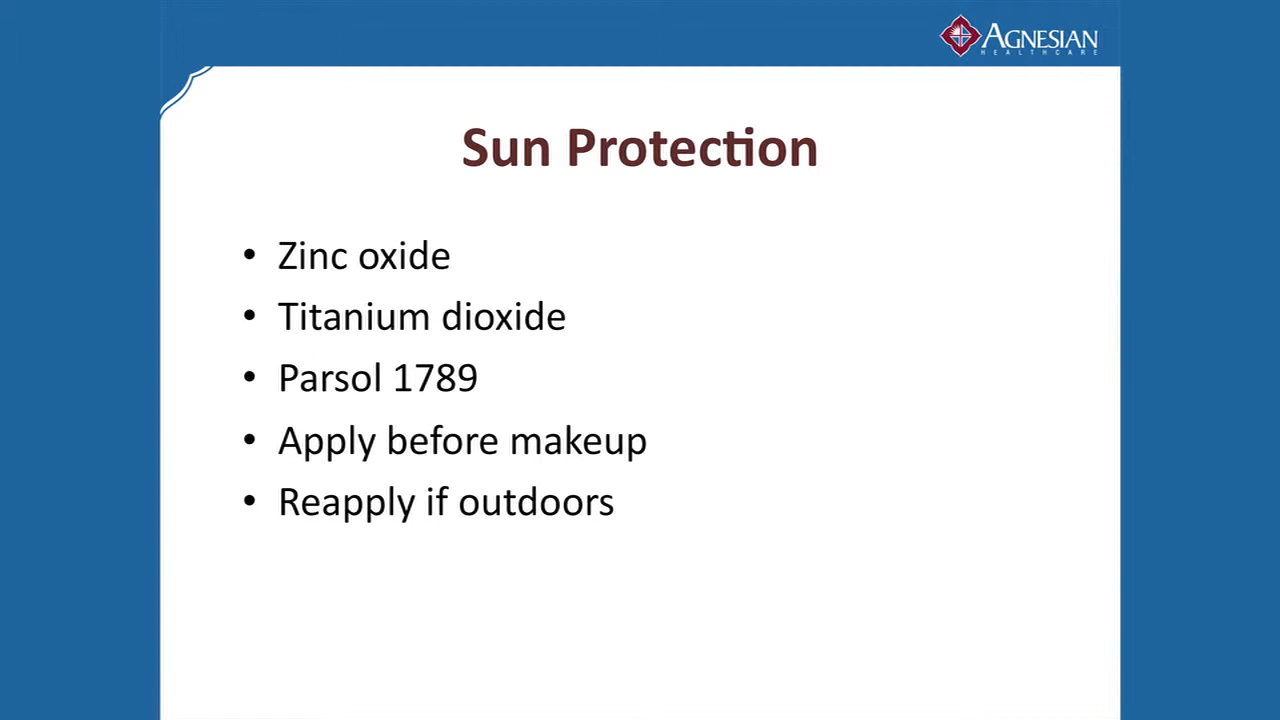 AGNESIAN
HEALTHCARE
Sun Protection
• Zinc oxide
• Titanium dioxide
• Parsol 1789
• Apply before makeup
• Reapply if outdoors